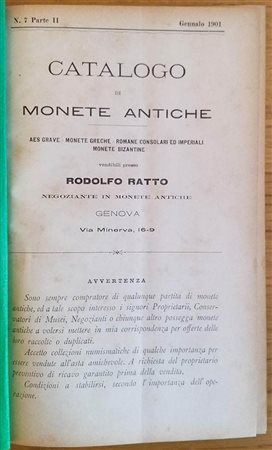 N. 7 Parte II Gennaio 1901
CATALOGO
DI
MONETE ANTICHE
AES GRAVE - MONETE GRECHE - ROMANE CONSOLARI ED IMPERIALI
MONETE BIZANTINE
vendibili presso
RODOLFO RATTO
NEGOZIANTE IN MONETE ANTICHE
GENOVA
Via Minerva, 16-9
AVVERTENZA
Sono sempre compratore di qualunque partita di monete
antiche, ed a tale scopo interesso i signori Proprietarii, Conser-
vatori di Musei, Negozianti o chiunque altro possegga monete
antiche a volersi mettere in mia corrispondenza per offerte delle
loro raccolte o duplicati.
Accetto collezioni numismatiche di qualche importanza per
essere vendute all'asta amichevole. A richiesta del proprietario
preventivo di ricavo garantito prima della vendita.
Condizioni a stabilirsi, secondo l'importanza dell'ope-
razione.